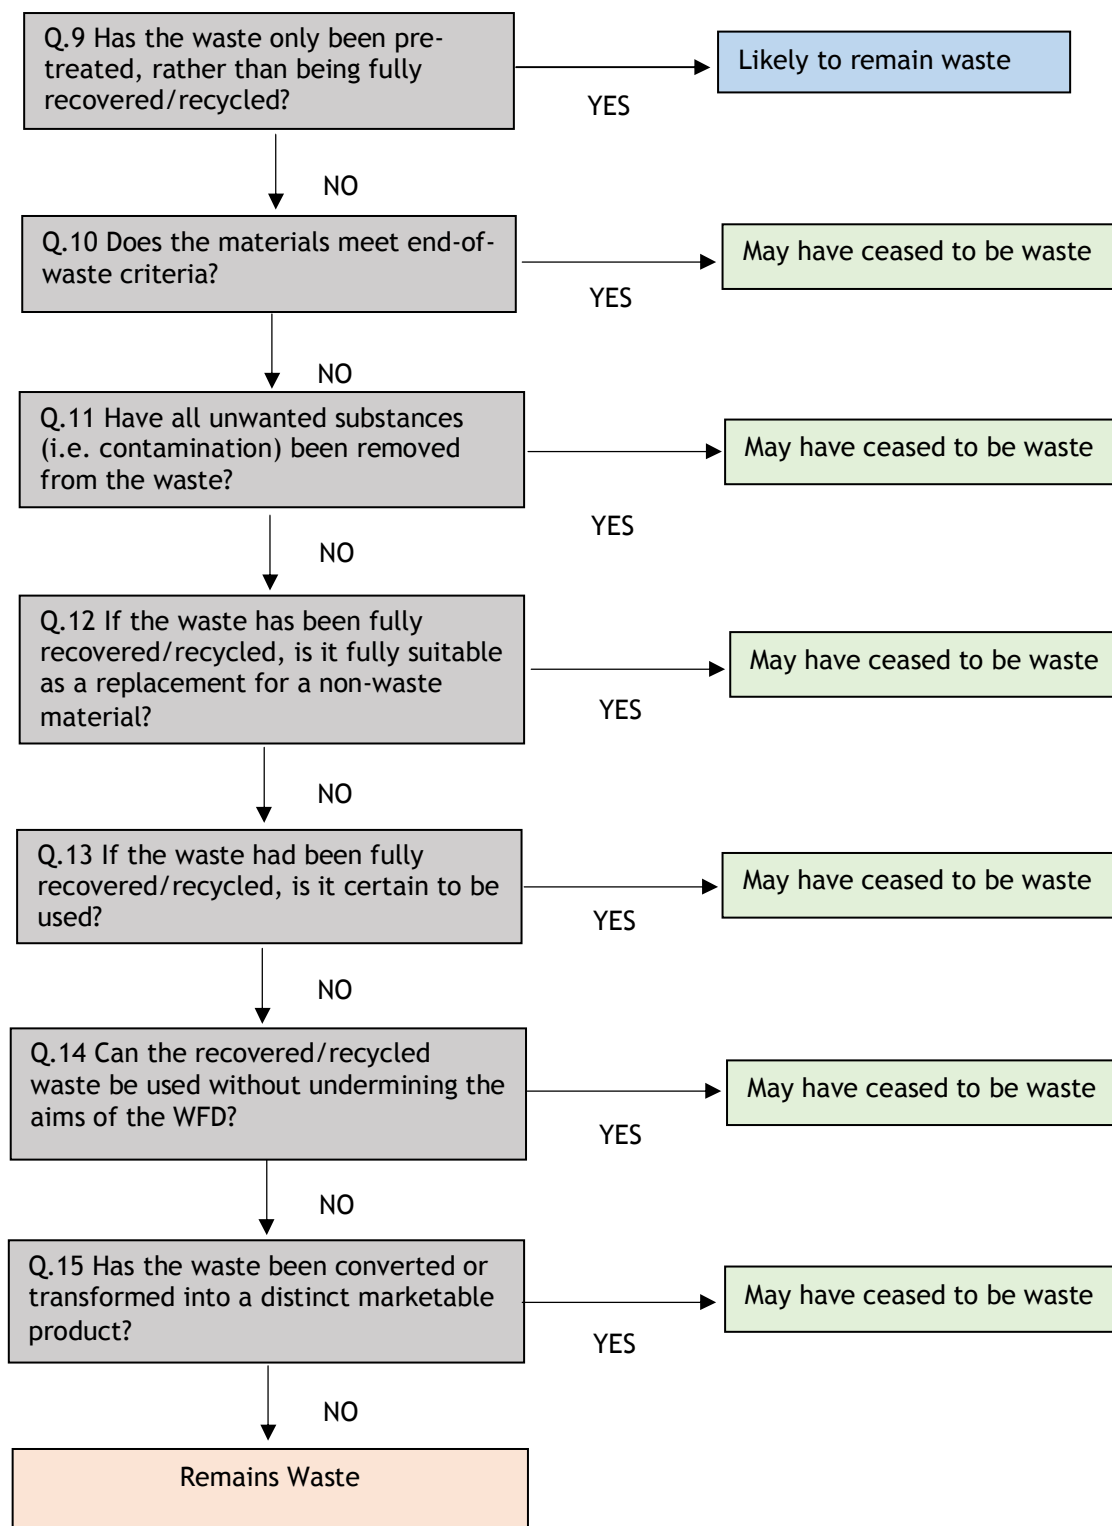 Q.9 Has the waste only been pre-
treated, rather than being fully
recovered/recycled?
Likely to remain waste
YES
NO
Q.10 Does the materials meet end-of-
waste criteria?
May have ceased to be waste
YES
NO
Q.11 Have all unwanted substances
(i.e. contamination) been removed
from the waste?
May have ceased to be waste
YES
NO
Q.12 If the waste has been fully
recovered/recycled, is it fully suitable
as a replacement for a non-waste
material?
May have ceased to be waste
YES
NO
Q.13 If the waste had been fully
recovered/recycled, is it certain to be
used?
May have ceased to be waste
YES
NO
Q.14 Can the recovered/recycled
waste be used without undermining the
aims of the WFD?
May have ceased to be waste
YES
NO
Q.15 Has the waste been converted or
transformed into a distinct marketable
product?
May have ceased to be waste
YES
NO
Remains Waste